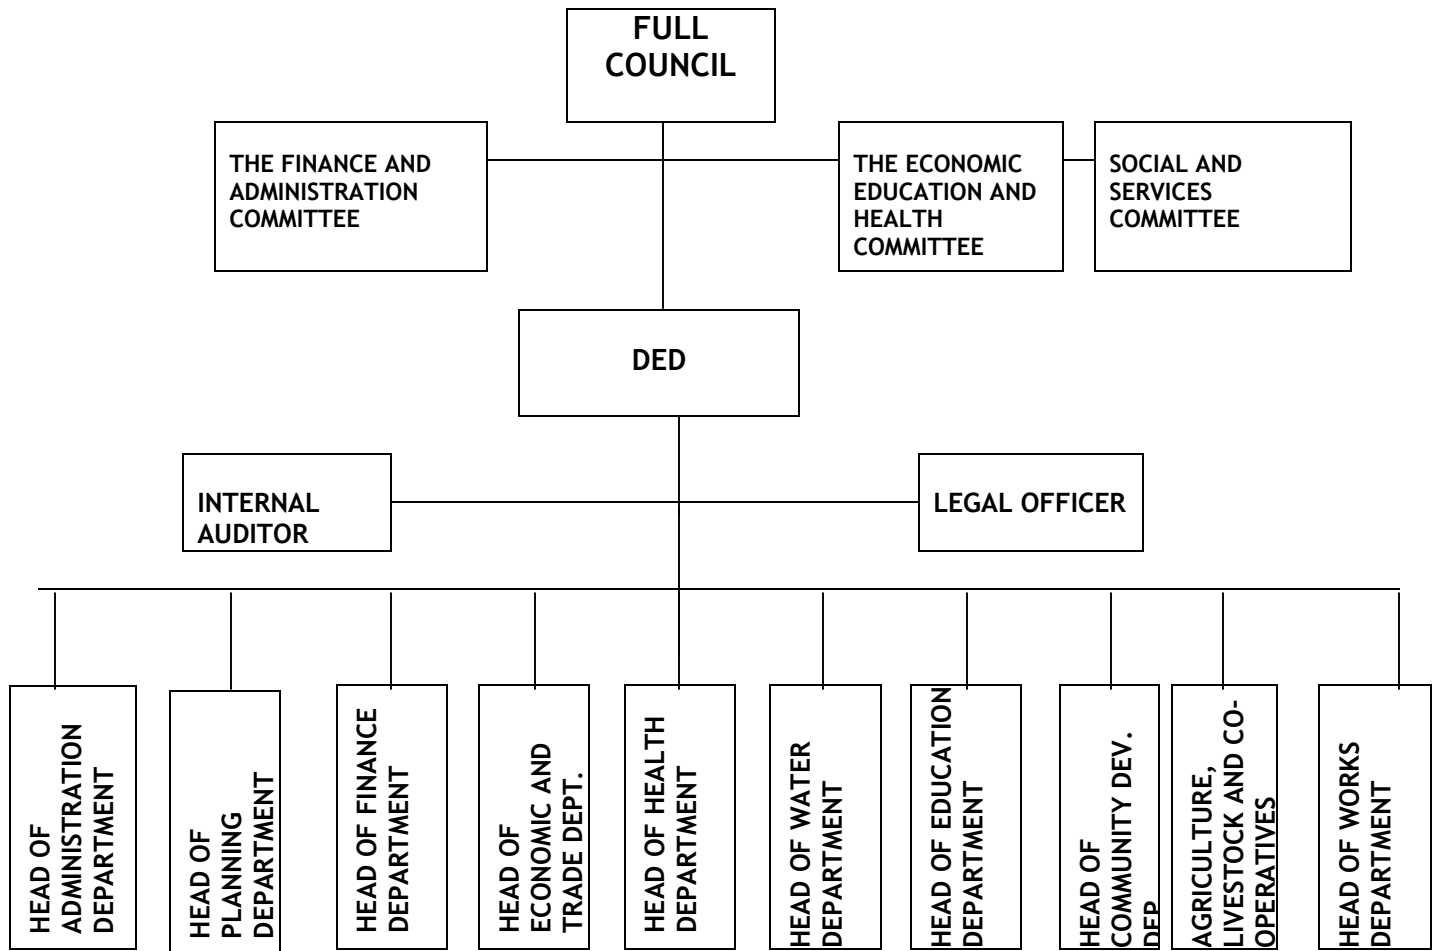 FULL
COUNCIL
THE FINANCE AND
ADMINISTRATION
COMMITTEE
THE ECONOMIC
EDUCATION AND
HEALTH
COMMITTEE
SOCIAL AND
SERVICES
COMMITTEE
DED
INTERNAL
AUDITOR
LEGAL OFFICER
HEAD OF
ADMINISTRATION
DEPARTMENT
HEAD OF
PLANNING
DEPARTMENT
HEAD OF FINANCE
DEPARTMENT
HEAD OF
ECONOMIC AND
TRADE DEPT.
HEAD OF HEALTH
DEPARTMENT
HEAD OF WATER
DEPARTMENT
HEAD OF EDUCATION
DEPARTMENT
HEAD OF
COMMUNITY DEV.
DEP
AGRICULTURE,
LIVESTOCK AND CO-
OPERATIVES
HEAD OF WORKS
DEPARTMENT